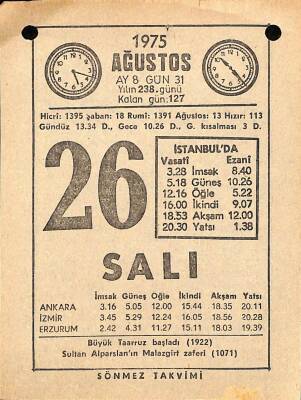 1975
AĞUSTOS
AY 8 GÜN 31
Yılın 238. günü
Kalan gün: 127
Hicrî: 1395 şaban: 18 Rumî: 1391 Ağustos: 13 Hızır: 113
Gündüz 13.34 D., Gece 10.26 D., G. kısalması 3 D.
26
İSTANBUL'DA
Vasatî Ezanî
3.28 İmsak 8.40
5.18 Güneş 10.26
12.16 Öğle 5.22
16.00 İkindi 9.07
18.53 Akşam 12.00
20.30 Yatsı 1.38
SALI
İmsak Güneş Öğle İkindi Akşam Yatsı
ANKARA 3.16 5.05 12.00 15.44 18.35 20.11
İZMİR 3.45 5.29 12.24 16.05 18.56 20.28
ERZURUM 2.42 4.31 11.27 15.11 18.03 19.39
Büyük Taarruz başladı (1922)
Sultan Alparslan'ın Malazgirt zaferi (1071)
SÖNMEZ TAKVİMİ